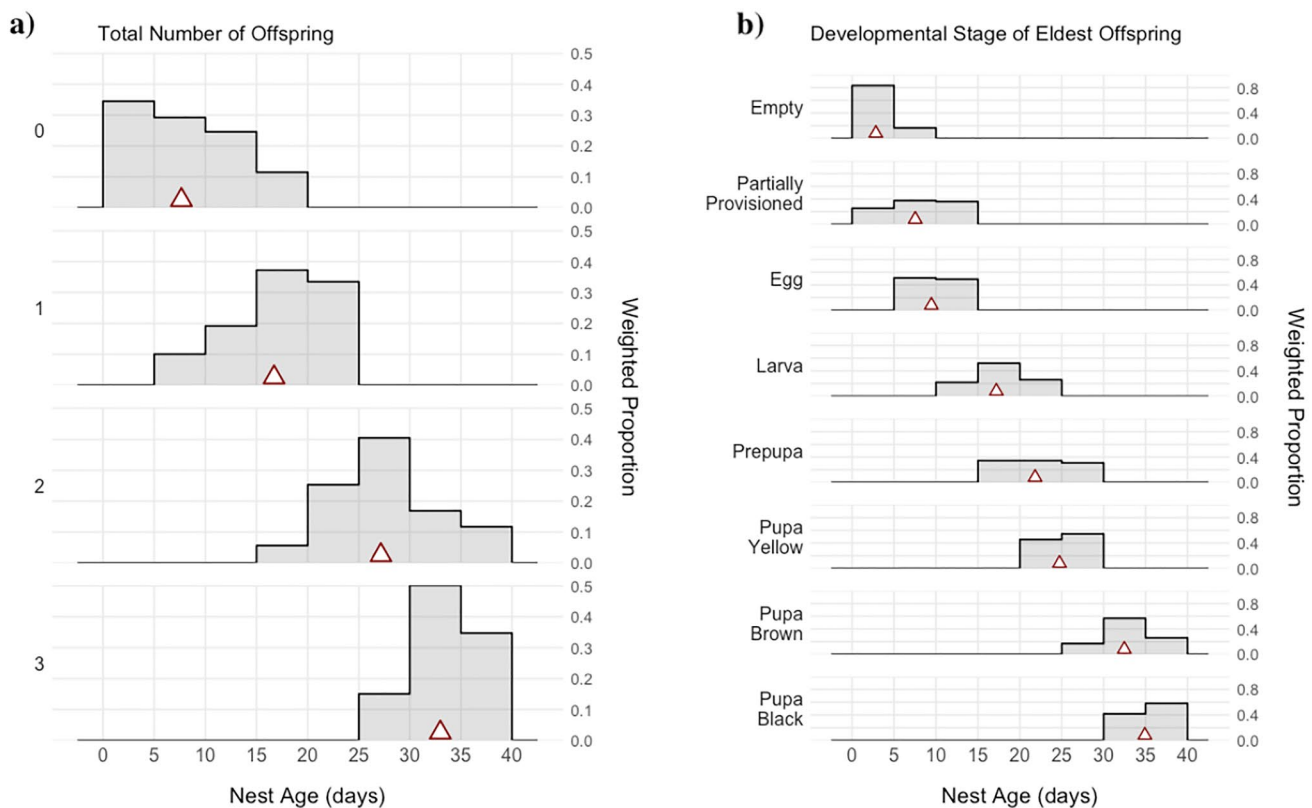 a)
Total Number of Offspring
0
0.5
0.4
0.3
0.2
0.1
0.0
1
0.5
0.4
0.3
0.2
0.1
0.0
2
0.5
0.4
0.3
0.2
0.1
0.0
3
0.5
0.4
0.3
0.2
0.1
0.0
Weighted Proportion
0 5 10 15 20 25 30 35 40
Nest Age (days)
b)
Developmental Stage of Eldest Offspring
Empty
0.8
0.4
0.0
Partially
Provisioned
0.8
0.4
0.0
Egg
0.8
0.4
0.0
Larva
0.8
0.4
0.0
Prepupa
0.8
0.4
0.0
Pupa
Yellow
0.8
0.4
0.0
Pupa
Brown
0.8
0.4
0.0
Pupa
Black
0.8
0.4
0.0
Weighted Proportion
0 5 10 15 20 25 30 35 40
Nest Age (days)